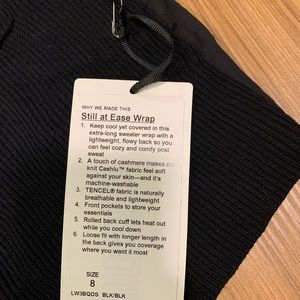 WHY WE MADE THIS
Still at Ease Wrap
1. Keep cool yet covered in this
extra-long sweater wrap with a
lightweight, flowy back so you
can feel cozy and comfy post
sweat
2. A touch of cashmere makes our
knit Cashlu™ fabric feel soft
against your skin—and it's
machine-washable
3. TENCEL® fabric is naturally
breathable and lightweight
4. Front pockets to store your
essentials
5. Rolled back cuffs let heat out
while you cool down
6. Loose fit with longer length in
the back gives you coverage
where you want it most
SIZE
8
LW3BQDS BLK/BLK